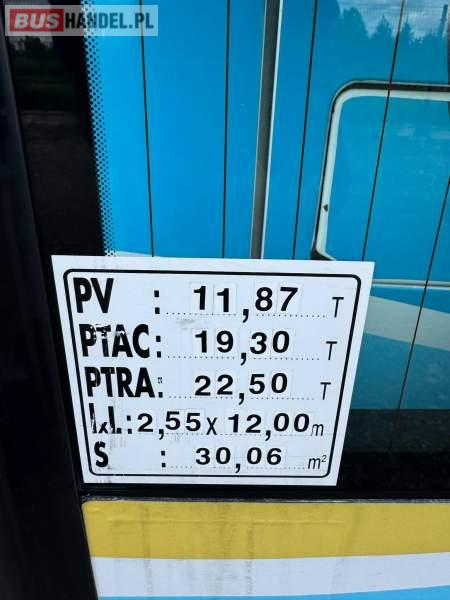 BUSHANDEL.PL
PV : 11,87 T
PTAC: 19,30 T
PTRA: 22,50 T
L.l.: 2,55 x 12,00 m
S : 30,06 m²